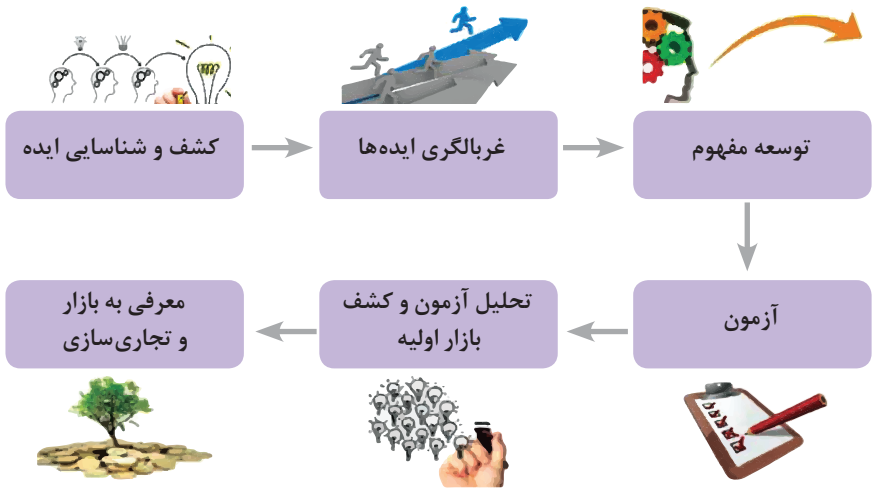 کشف و شناسایی ایده
غربالگری ایده‌ها
توسعه مفهوم
آزمون
تحلیل آزمون و کشف
بازار اولیه
معرفی به بازار
و تجاری‌سازی